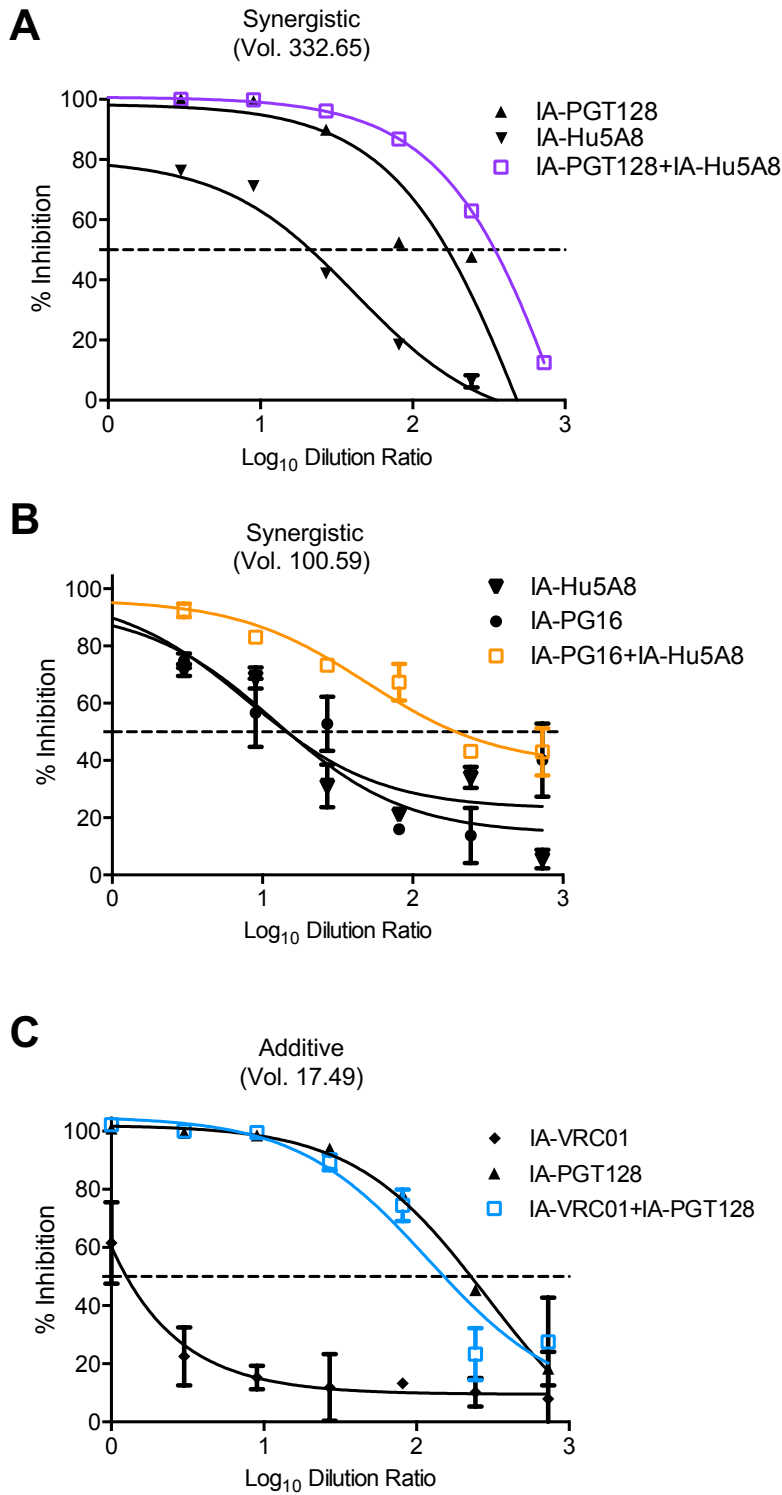 A
Synergistic
(Vol. 332.65)
100
80
60
40
20
0
% Inhibition
0
1
2
3
Log10 Dilution Ratio
IA-PGT128
IA-Hu5A8
IA-PGT128+IA-Hu5A8
B
Synergistic
(Vol. 100.59)
100
80
60
40
20
0
% Inhibition
0
1
2
3
Log10 Dilution Ratio
IA-Hu5A8
IA-PG16
IA-PG16+IA-Hu5A8
C
Additive
(Vol. 17.49)
100
80
60
40
20
0
% Inhibition
0
1
2
3
Log10 Dilution Ratio
IA-VRC01
IA-PGT128
IA-VRC01+IA-PGT128